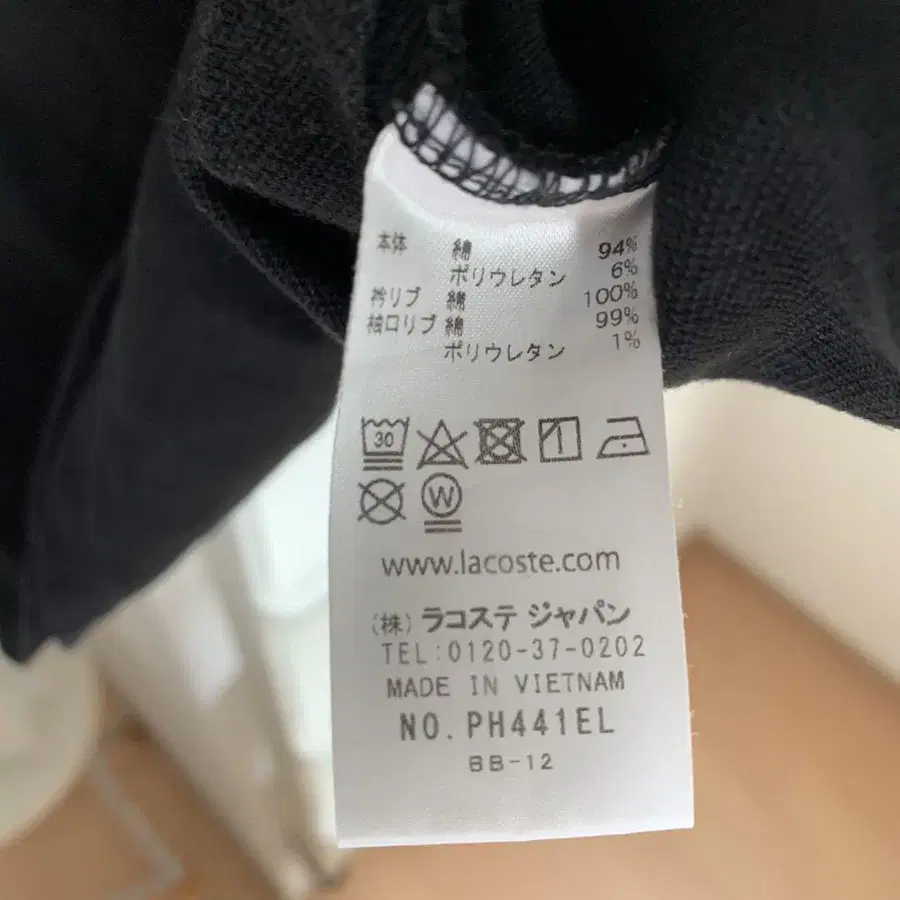 本体 綿 94%
ポリウレタン 6%
衿リブ 綿 100%
袖口リブ 綿 99%
ポリウレタン 1%
30
W
www.lacoste.com
(株) ラコステ ジャパン
TEL:0120-37-0202
MADE IN VIETNAM
NO. PH441EL
BB-12